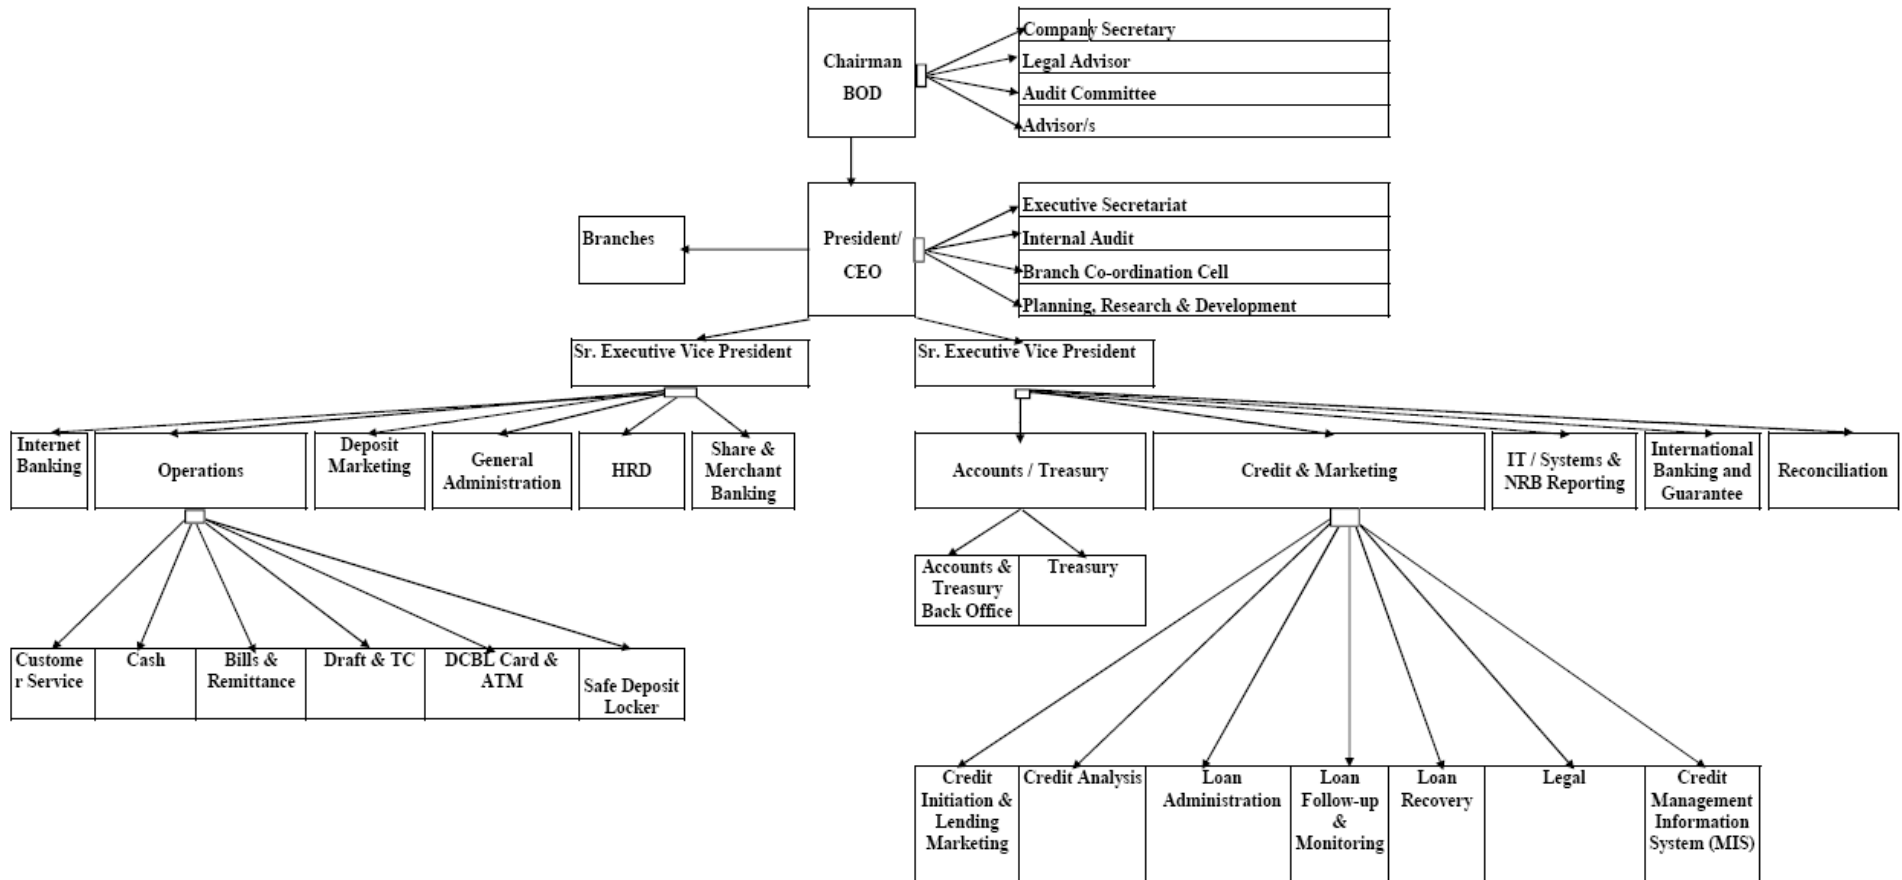 Chairman
BOD
Company Secretary
Legal Advisor
Audit Committee
Advisor/s
Branches
President/
CEO
Executive Secretariat
Internal Audit
Branch Co-ordination Cell
Planning, Research & Development
Sr. Executive Vice President
Sr. Executive Vice President
Internet
Banking
Operations
Deposit
Marketing
General
Administration
HRD
Share &
Merchant
Banking
Accounts / Treasury
Credit & Marketing
IT / Systems &
NRB Reporting
International
Banking and
Guarantee
Reconciliation
Accounts &
Treasury
Back Office
Treasury
Custome
r Service
Cash
Bills &
Remittance
Draft & TC
DCBL Card &
ATM
Safe Deposit
Locker
Credit
Initiation &
Lending
Marketing
Credit Analysis
Loan
Administration
Loan
Follow-up
&
Monitoring
Loan
Recovery
Legal
Credit
Management
Information
System (MIS)